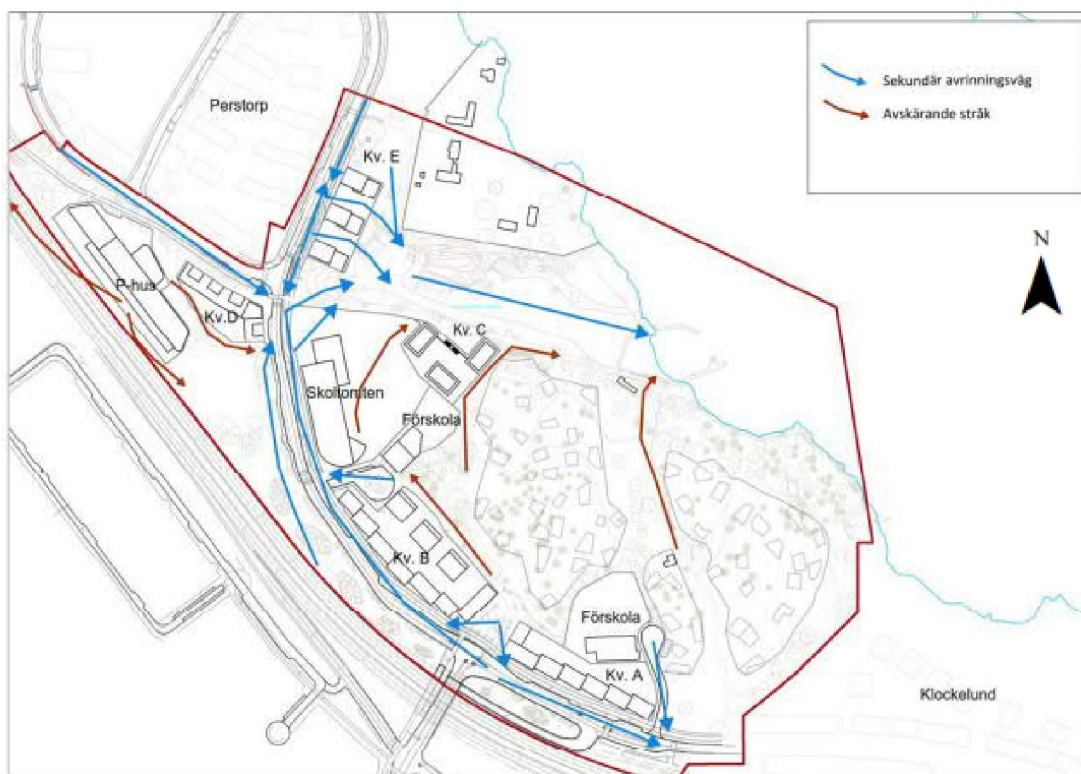 Sekundär avrinningsväg
Avskärande stråk
Perstorp
Kv. E
N
P-hus
Kv.D
Kv. C
Skoltomten
Förskola
Kv. B
Förskola
Kv. A
Klockelund